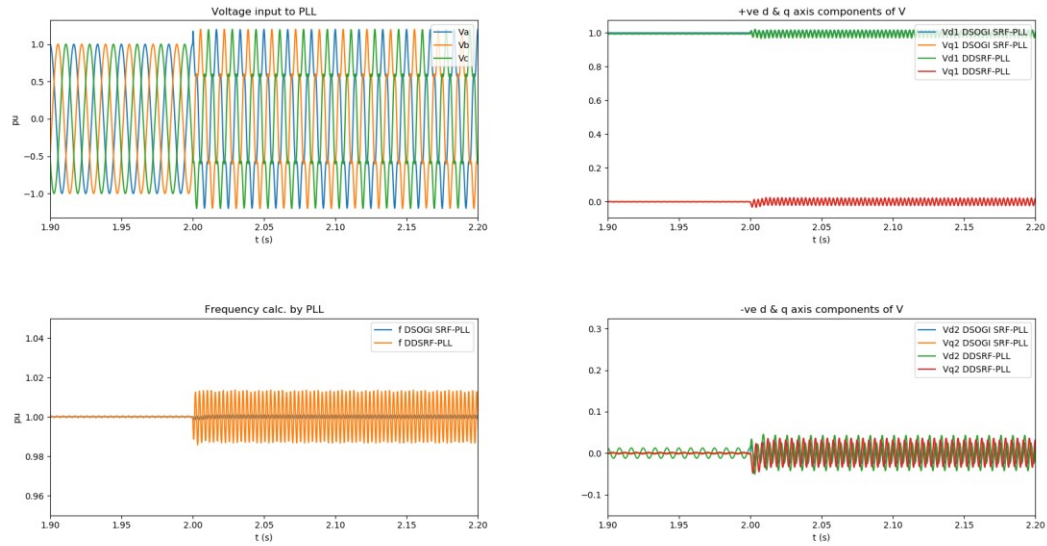 Voltage input to PLL
Va
Vb
Vc
1.0
0.5
0.0
−0.5
−1.0
pu
1.90 1.95 2.00 2.05 2.10 2.15 2.20
t (s)
+ve d & q axis components of V
Vd1 DSOGI SRF-PLL
Vq1 DSOGI SRF-PLL
Vd1 DDSRF-PLL
Vq1 DDSRF-PLL
1.0
0.8
0.6
0.4
0.2
0.0
1.90 1.95 2.00 2.05 2.10 2.15 2.20
t (s)
Frequency calc. by PLL
f DSOGI SRF-PLL
f DDSRF-PLL
1.04
1.02
1.00
0.98
0.96
pu
1.90 1.95 2.00 2.05 2.10 2.15 2.20
t (s)
-ve d & q axis components of V
Vd2 DSOGI SRF-PLL
Vq2 DSOGI SRF-PLL
Vd2 DDSRF-PLL
Vq2 DDSRF-PLL
0.3
0.2
0.1
0.0
−0.1
1.90 1.95 2.00 2.05 2.10 2.15 2.20
t (s)